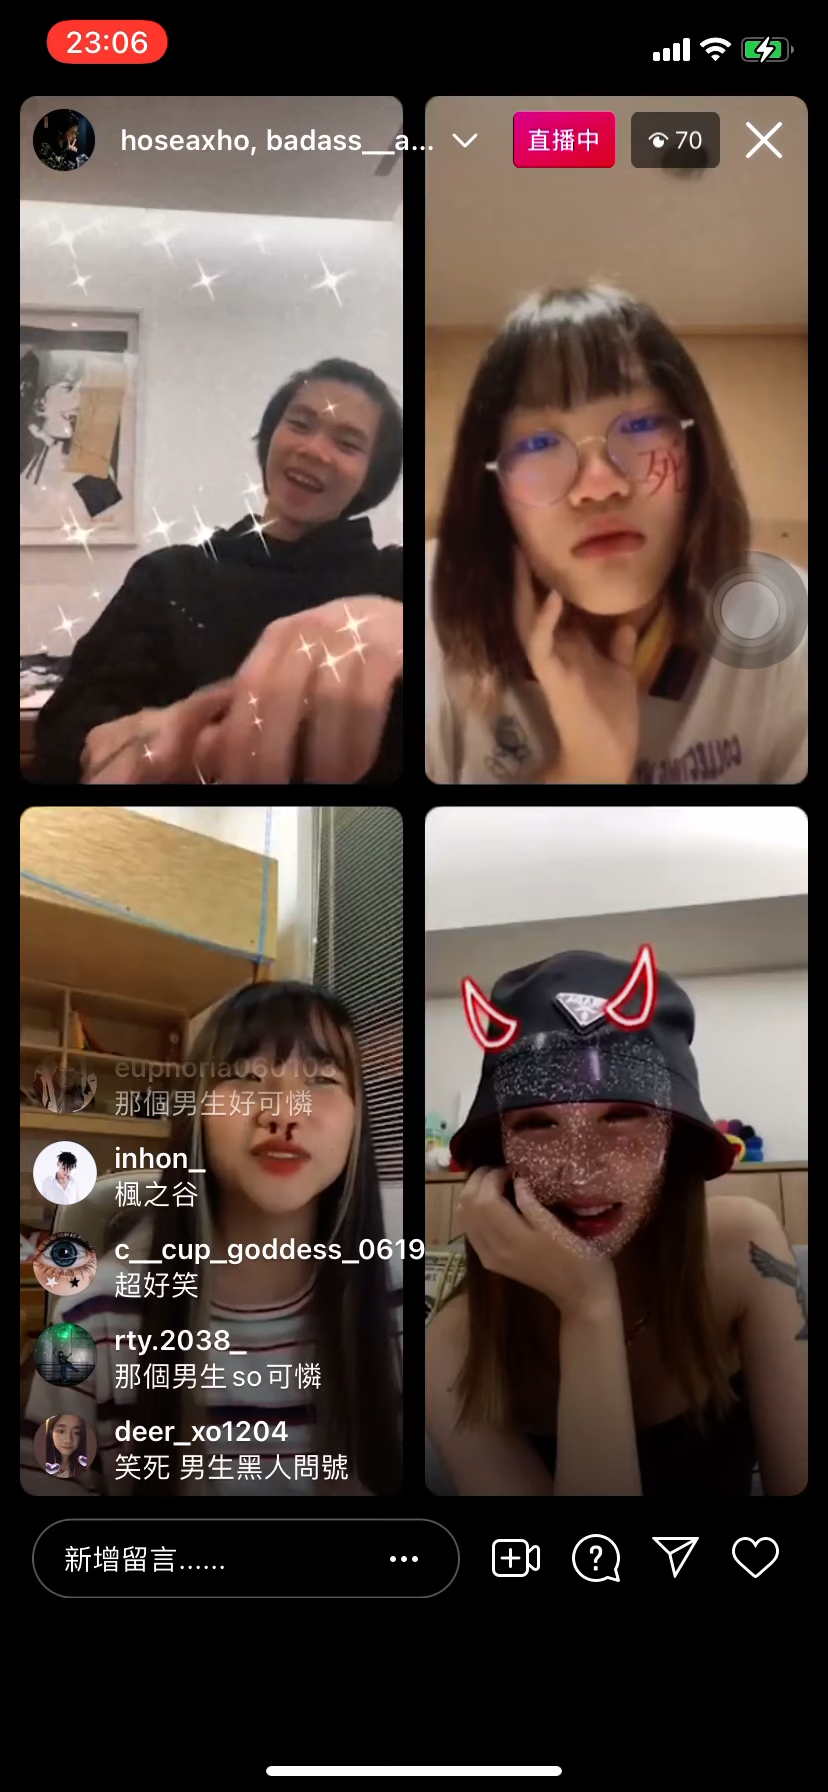 23:06
hoseaxho, badass__a...
直播中
70
列
euphoria060103
那個男生好可憐
inhon_
楓之谷
c__cup_goddess_0619
超好笑
rty.2038_
那個男生so可憐
deer_xo1204
笑死 男生黑人問號
新增留言......